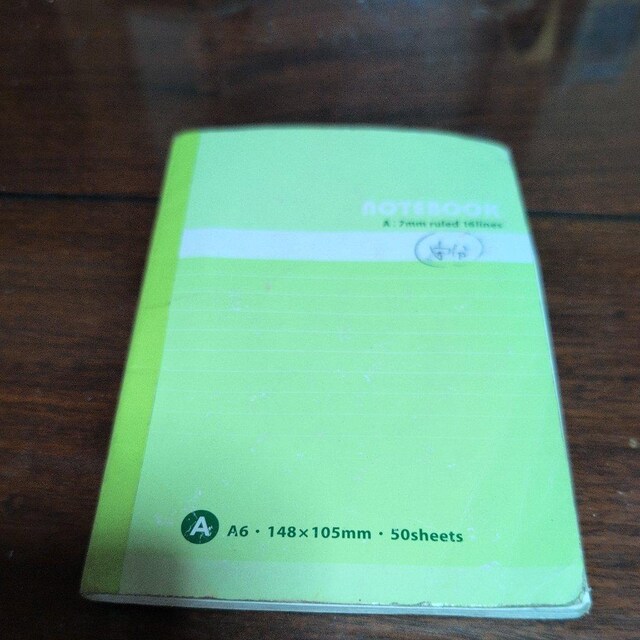 NOTEBOOK
A : 7mm ruled 16lines
A
A6 · 148×105mm · 50sheets